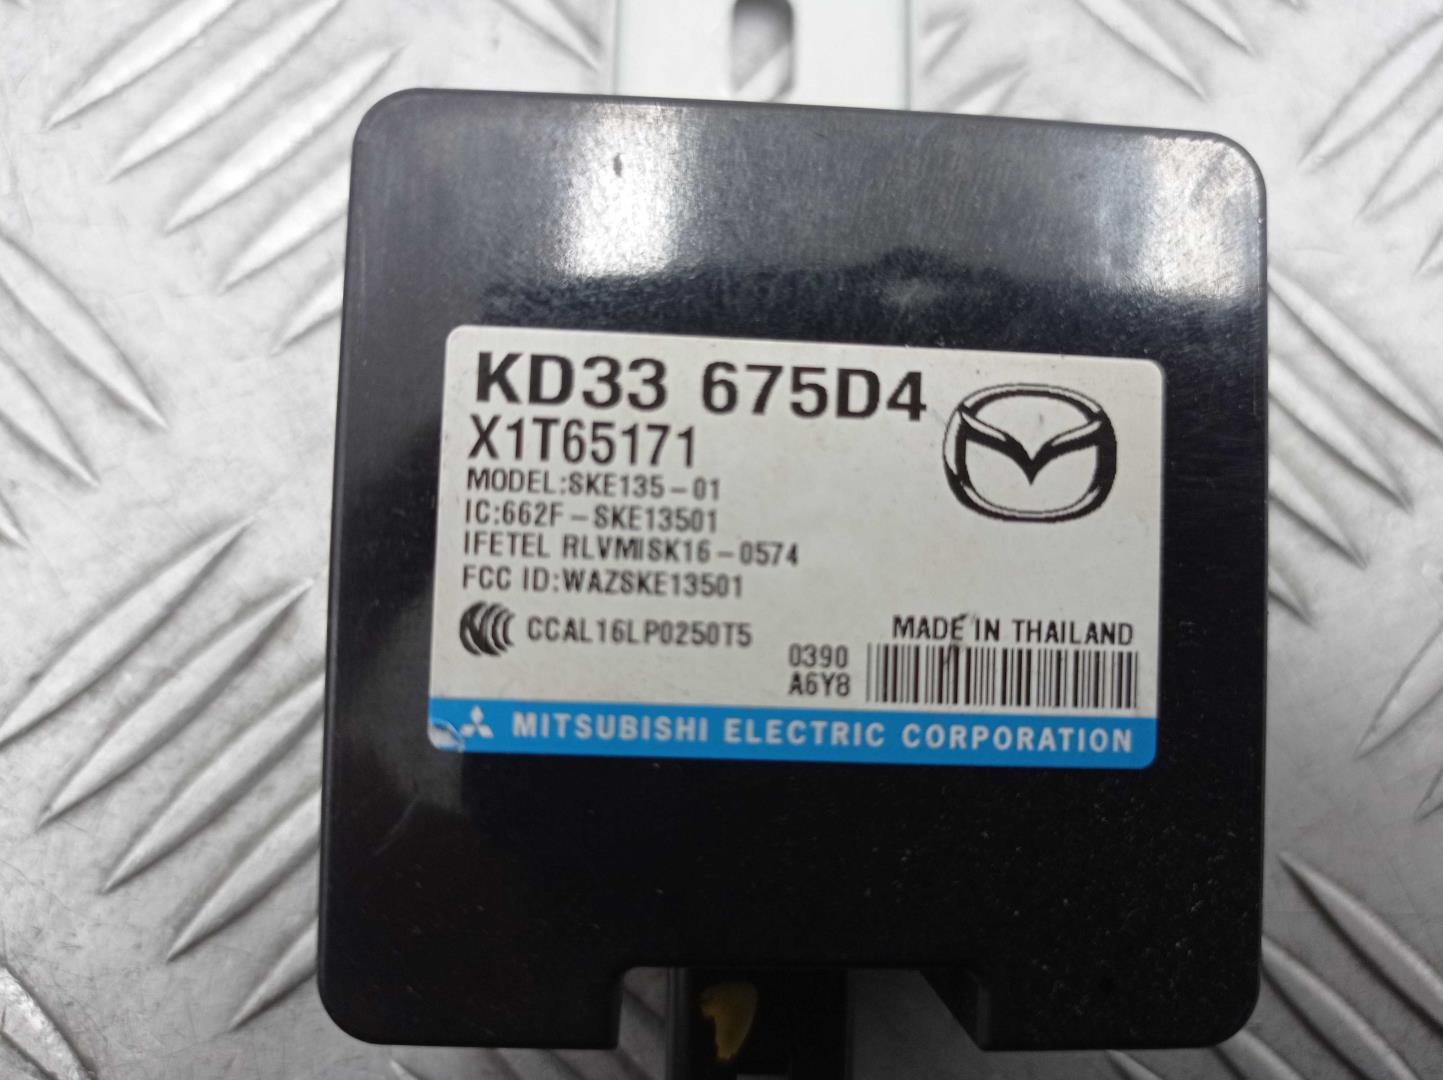 KD33 675D4
X1T65171
MODEL:SKE135-01
IC:662F-SKE13501
IFETEL RLVMISK16-0574
FCC ID:WAZSKE13501
CCAL16LP0250T5
MADE IN THAILAND
0390
A6Y8
MITSUBISHI ELECTRIC CORPORATION